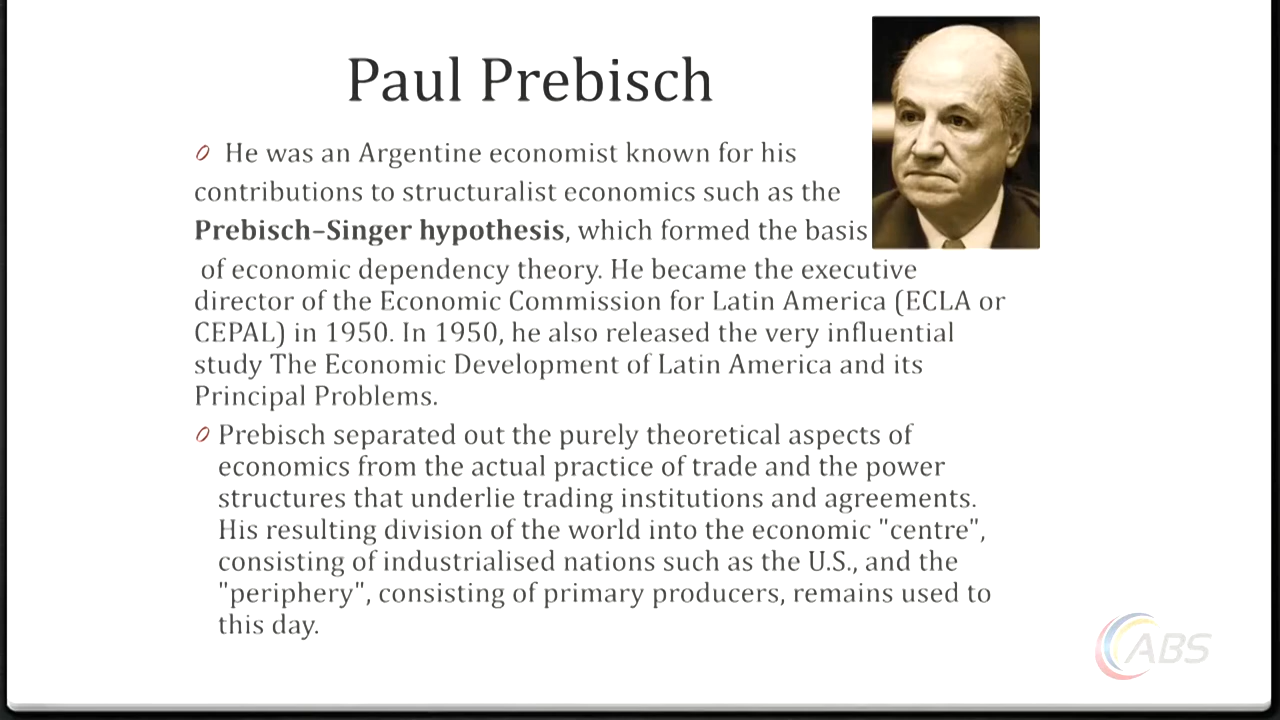 Paul Prebisch
0 He was an Argentine economist known for his
contributions to structuralist economics such as the
Prebisch–Singer hypothesis, which formed the basis
of economic dependency theory. He became the executive
director of the Economic Commission for Latin America (ECLA or
CEPAL) in 1950. In 1950, he also released the very influential
study The Economic Development of Latin America and its
Principal Problems.
0 Prebisch separated out the purely theoretical aspects of
economics from the actual practice of trade and the power
structures that underlie trading institutions and agreements.
His resulting division of the world into the economic "centre",
consisting of industrialised nations such as the U.S., and the
"periphery", consisting of primary producers, remains used to
this day.
ABS